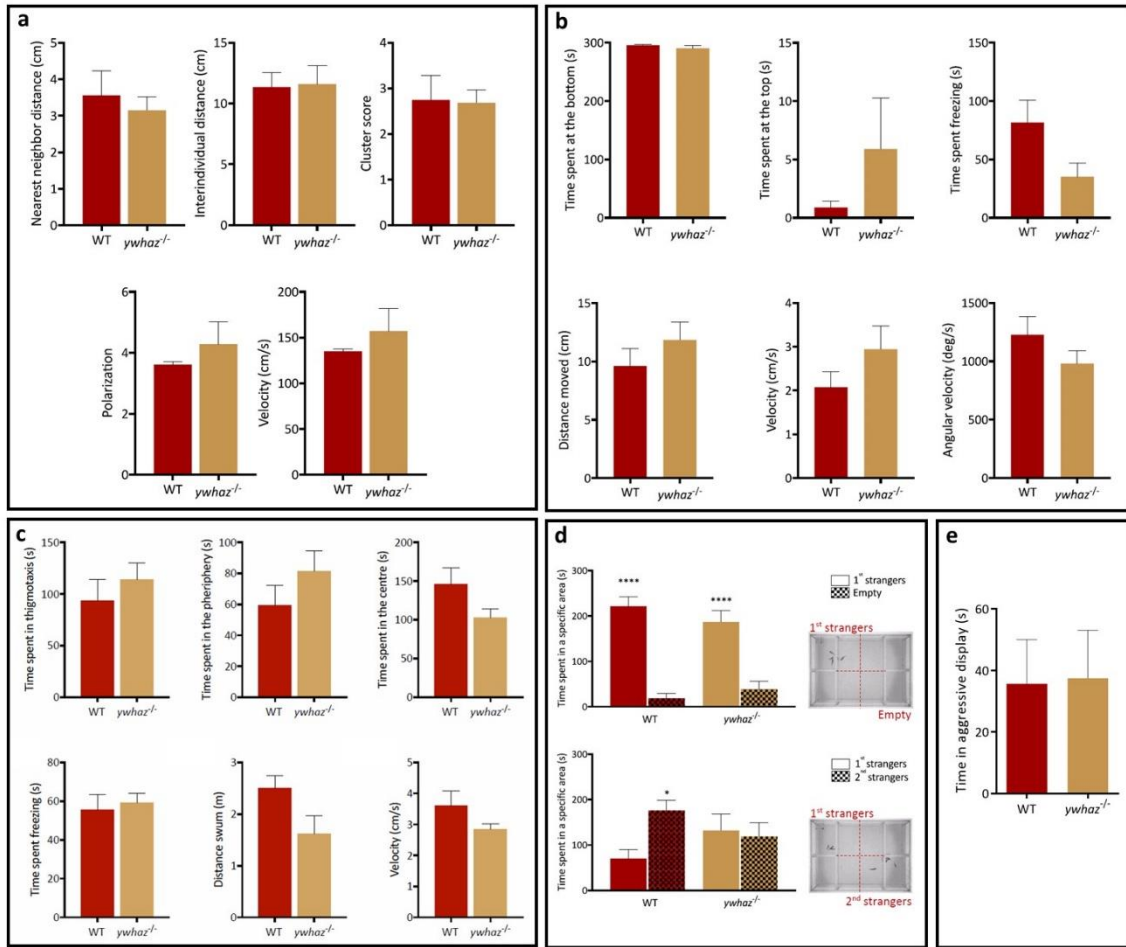 a
Nearest neighbor distance (cm)
5
4
3
2
1
0
WT
ywhaz-/-
Interindividual distance (cm)
15
10
5
0
WT
ywhaz-/-
Cluster score
4
3
2
1
0
WT
ywhaz-/-
Polarization
6
4
2
0
WT
ywhaz-/-
Velocity (cm/s)
200
150
100
50
0
WT
ywhaz-/-
b
Time spent at the bottom (s)
300
200
100
0
WT
ywhaz-/-
Time spent at the top (s)
15
10
5
0
WT
ywhaz-/-
Time spent freezing (s)
150
100
50
0
WT
ywhaz-/-
Distance moved (cm)
15
10
5
0
WT
ywhaz-/-
Velocity (cm/s)
4
3
2
1
0
WT
ywhaz-/-
Angular velocity (deg/s)
1500
1000
500
0
WT
ywhaz-/-
c
Time spent in thigmotaxis (s)
150
100
50
0
WT
ywhaz-/-
Time spent in the pheriphery (s)
100
80
60
40
20
0
WT
ywhaz-/-
Time spent in the centre (s)
200
150
100
50
0
WT
ywhaz-/-
Time spent freezing (s)
80
60
40
20
0
WT
ywhaz-/-
Distance swum (m)
3
2
1
0
WT
ywhaz-/-
Velocity (cm/s)
5
4
3
2
1
0
WT
ywhaz-/-
d
Time spent in a specific area (s)
300
200
100
0
****
****
WT
ywhaz-/-
1st strangers
Empty
1st strangers
Empty
Time spent in a specific area (s)
300
200
100
0
*
WT
ywhaz-/-
1st strangers
2nd strangers
1st strangers
2nd strangers
e
Time in aggressive display (s)
60
40
20
0
WT
ywhaz-/-